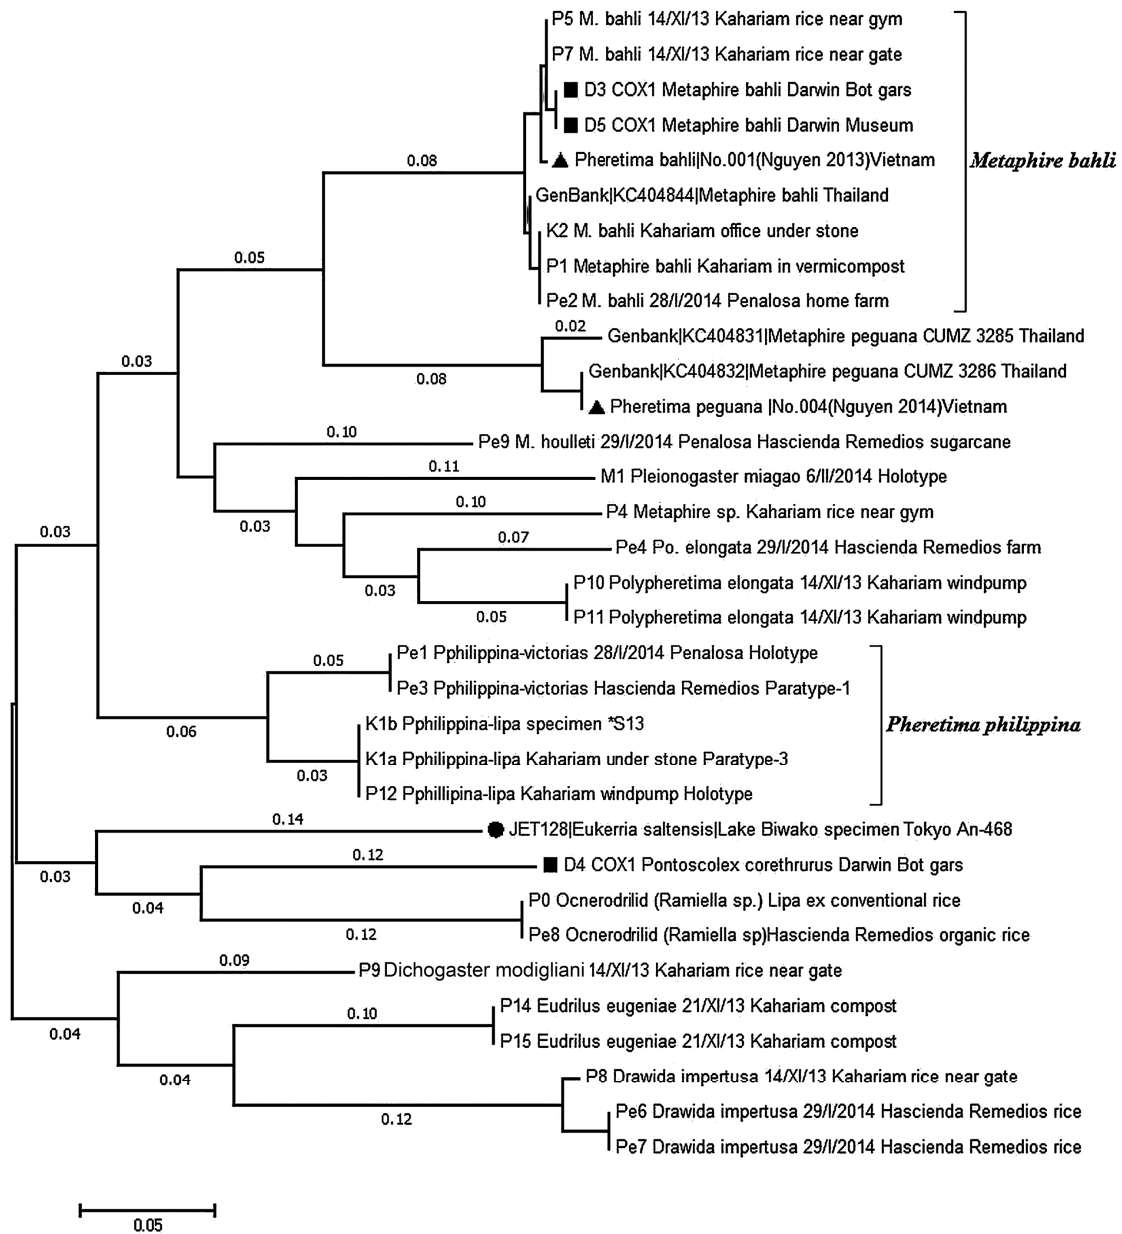 P5 M. bahli 14/XI/13 Kahariam rice near gym
P7 M. bahli 14/XI/13 Kahariam rice near gate
D3 COX1 Metaphire bahli Darwin Bot gars
D5 COX1 Metaphire bahli Darwin Museum
0.08
Pheretima bahli|No.001(Nguyen 2013)Vietnam
Metaphire bahli
GenBank|KC404844|Metaphire bahli Thailand
K2 M. bahli Kahariam office under stone
0.05
P1 Metaphire bahli Kahariam in vermicompost
Pe2 M. bahli 28/I/2014 Penalosa home farm
0.02
Genbank|KC404831|Metaphire peguana CUMZ 3285 Thailand
0.03
0.08
Genbank|KC404832|Metaphire peguana CUMZ 3286 Thailand
Pheretima peguana |No.004(Nguyen 2014)Vietnam
0.10
Pe9 M. houlleti 29/I/2014 Penalosa Hascienda Remedios sugarcane
0.11
M1 Pleionogaster miagao 6/II/2014 Holotype
0.10
P4 Metaphire sp. Kahariam rice near gym
0.03
0.03
0.07
Pe4 Po. elongata 29/I/2014 Hascienda Remedios farm
0.03
P10 Polypheretima elongata 14/XI/13 Kahariam windpump
0.05
P11 Polypheretima elongata 14/XI/13 Kahariam windpump
0.05
Pe1 Pphilippina-victorias 28/I/2014 Penalosa Holotype
Pe3 Pphilippina-victorias Hascienda Remedios Paratype-1
0.06
K1b Pphilippina-lipa specimen *S13
Pheretima philippina
K1a Pphilippina-lipa Kahariam under stone Paratype-3
0.03
P12 Pphillipina-lipa Kahariam windpump Holotype
0.14
JET128|Eukerria saltensis|Lake Biwako specimen Tokyo An-468
0.12
D4 COX1 Pontoscolex corethrurus Darwin Bot gars
0.03
0.04
P0 Ocnerodrilid (Ramiella sp.) Lipa ex conventional rice
0.12
Pe8 Ocnerodrilid (Ramiella sp)Hascienda Remedios organic rice
0.09
P9 Dichogaster modigliani 14/XI/13 Kahariam rice near gate
0.10
P14 Eudrilus eugeniae 21/XI/13 Kahariam compost
0.04
P15 Eudrilus eugeniae 21/XI/13 Kahariam compost
0.04
P8 Drawida impertusa 14/XI/13 Kahariam rice near gate
0.12
Pe6 Drawida impertusa 29/I/2014 Hascienda Remedios rice
Pe7 Drawida impertusa 29/I/2014 Hascienda Remedios rice
0.05